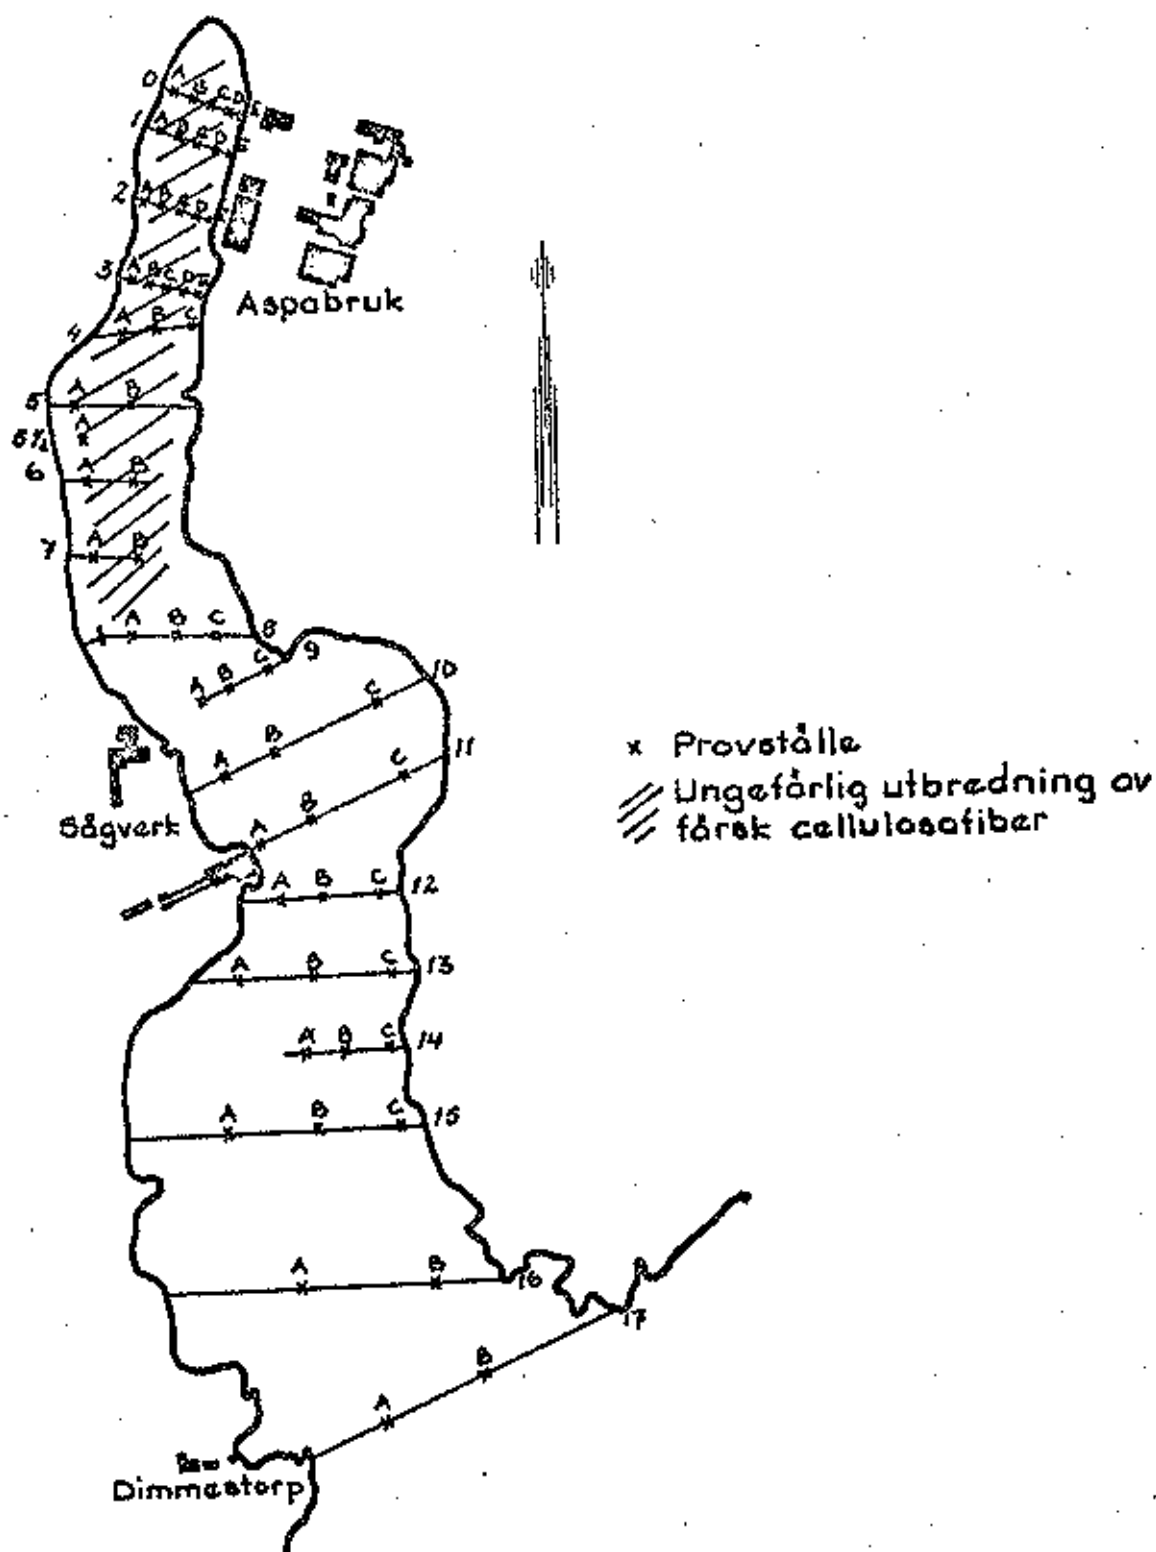 0 A B C D E
1 A B C D E
2 A B C D E
3 A B C D E
Aspabruk
4 A B C
5 A B
5½ A
6 A B
7 A B
A B C 8
A B C 9
A B C 10
A B C 11
x Provställe
Ungefärlig utbredning av
färsk cellulosafiber
Sågverk
A B C 12
A B C 13
A B C 14
A B C 15
A B 16
A B 17
Dimmestorp